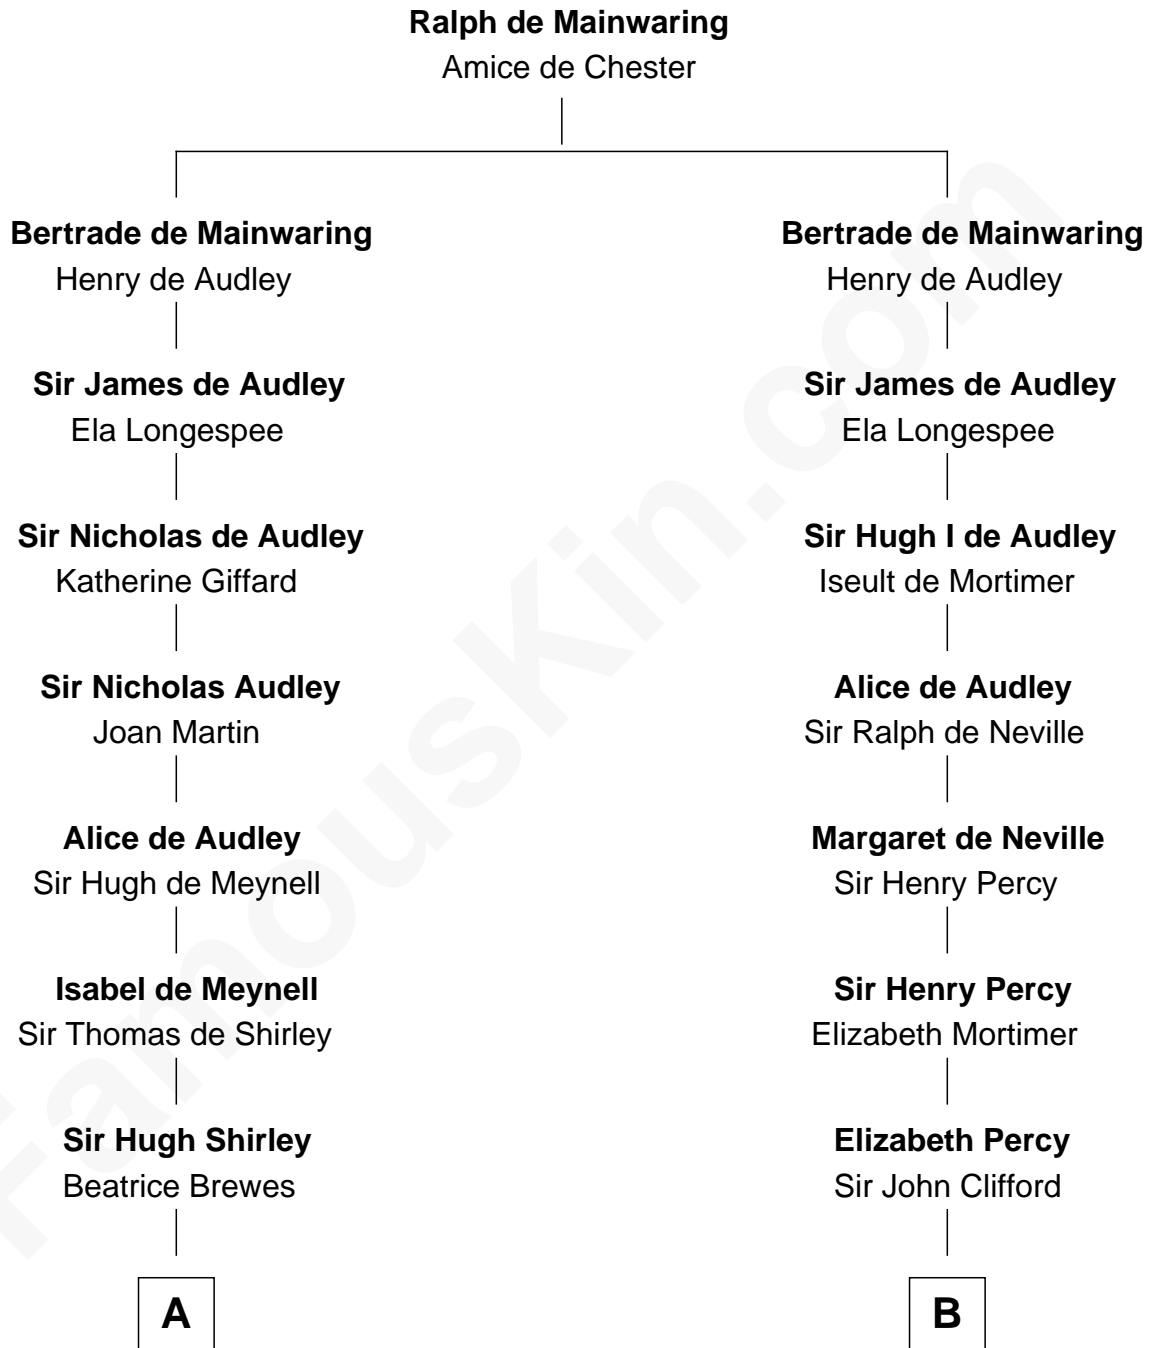 Ralph de Mainwaring
Amice de Chester
Bertrade de Mainwaring
Henry de Audley
Sir James de Audley
Ela Longespee
Sir Nicholas de Audley
Katherine Giffard
Sir Nicholas Audley
Joan Martin
Alice de Audley
Sir Hugh de Meynell
Isabel de Meynell
Sir Thomas de Shirley
Sir Hugh Shirley
Beatrice Brewes
A
Bertrade de Mainwaring
Henry de Audley
Sir James de Audley
Ela Longespee
Sir Hugh I de Audley
Iseult de Mortimer
Alice de Audley
Sir Ralph de Neville
Margaret de Neville
Sir Henry Percy
Sir Henry Percy
Elizabeth Mortimer
Elizabeth Percy
Sir John Clifford
B
FamousKin.com